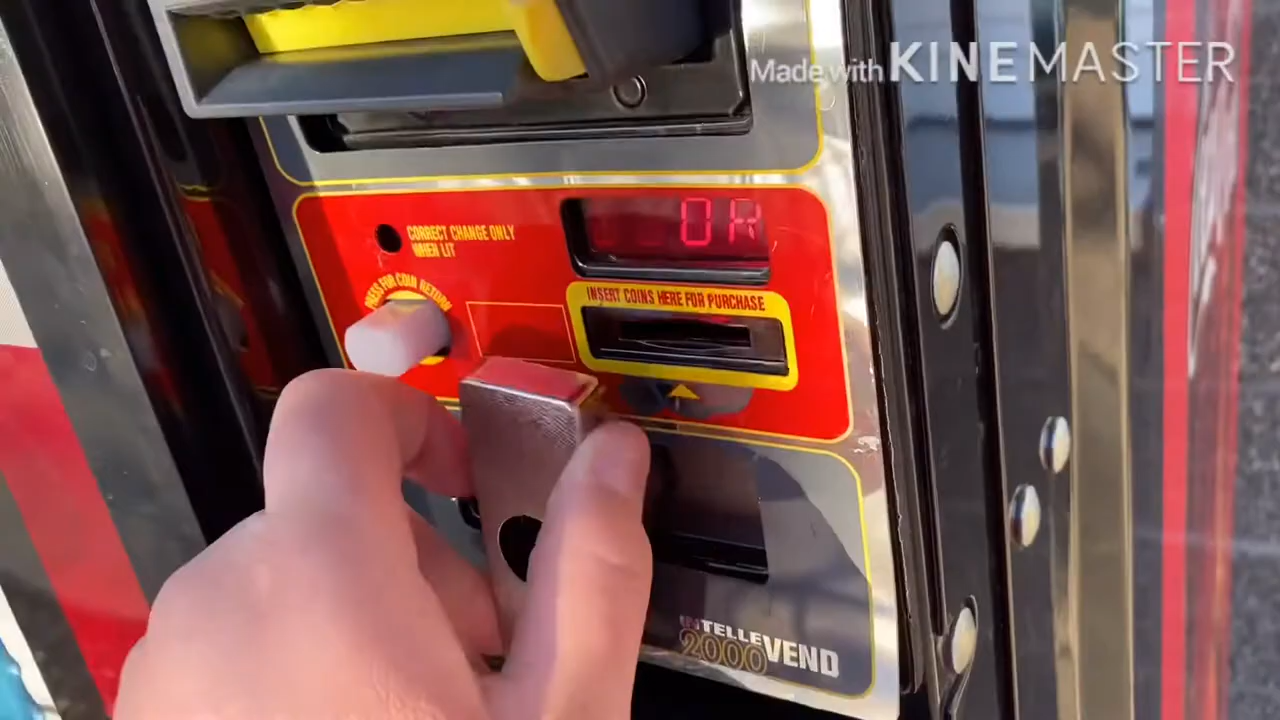 Made with KINEMASTER
OR
CORRECT CHANGE ONLY
WHEN LIT
PRESS FOR COIN RETURN
INSERT COINS HERE FOR PURCHASE
INTELLEVEND
2000